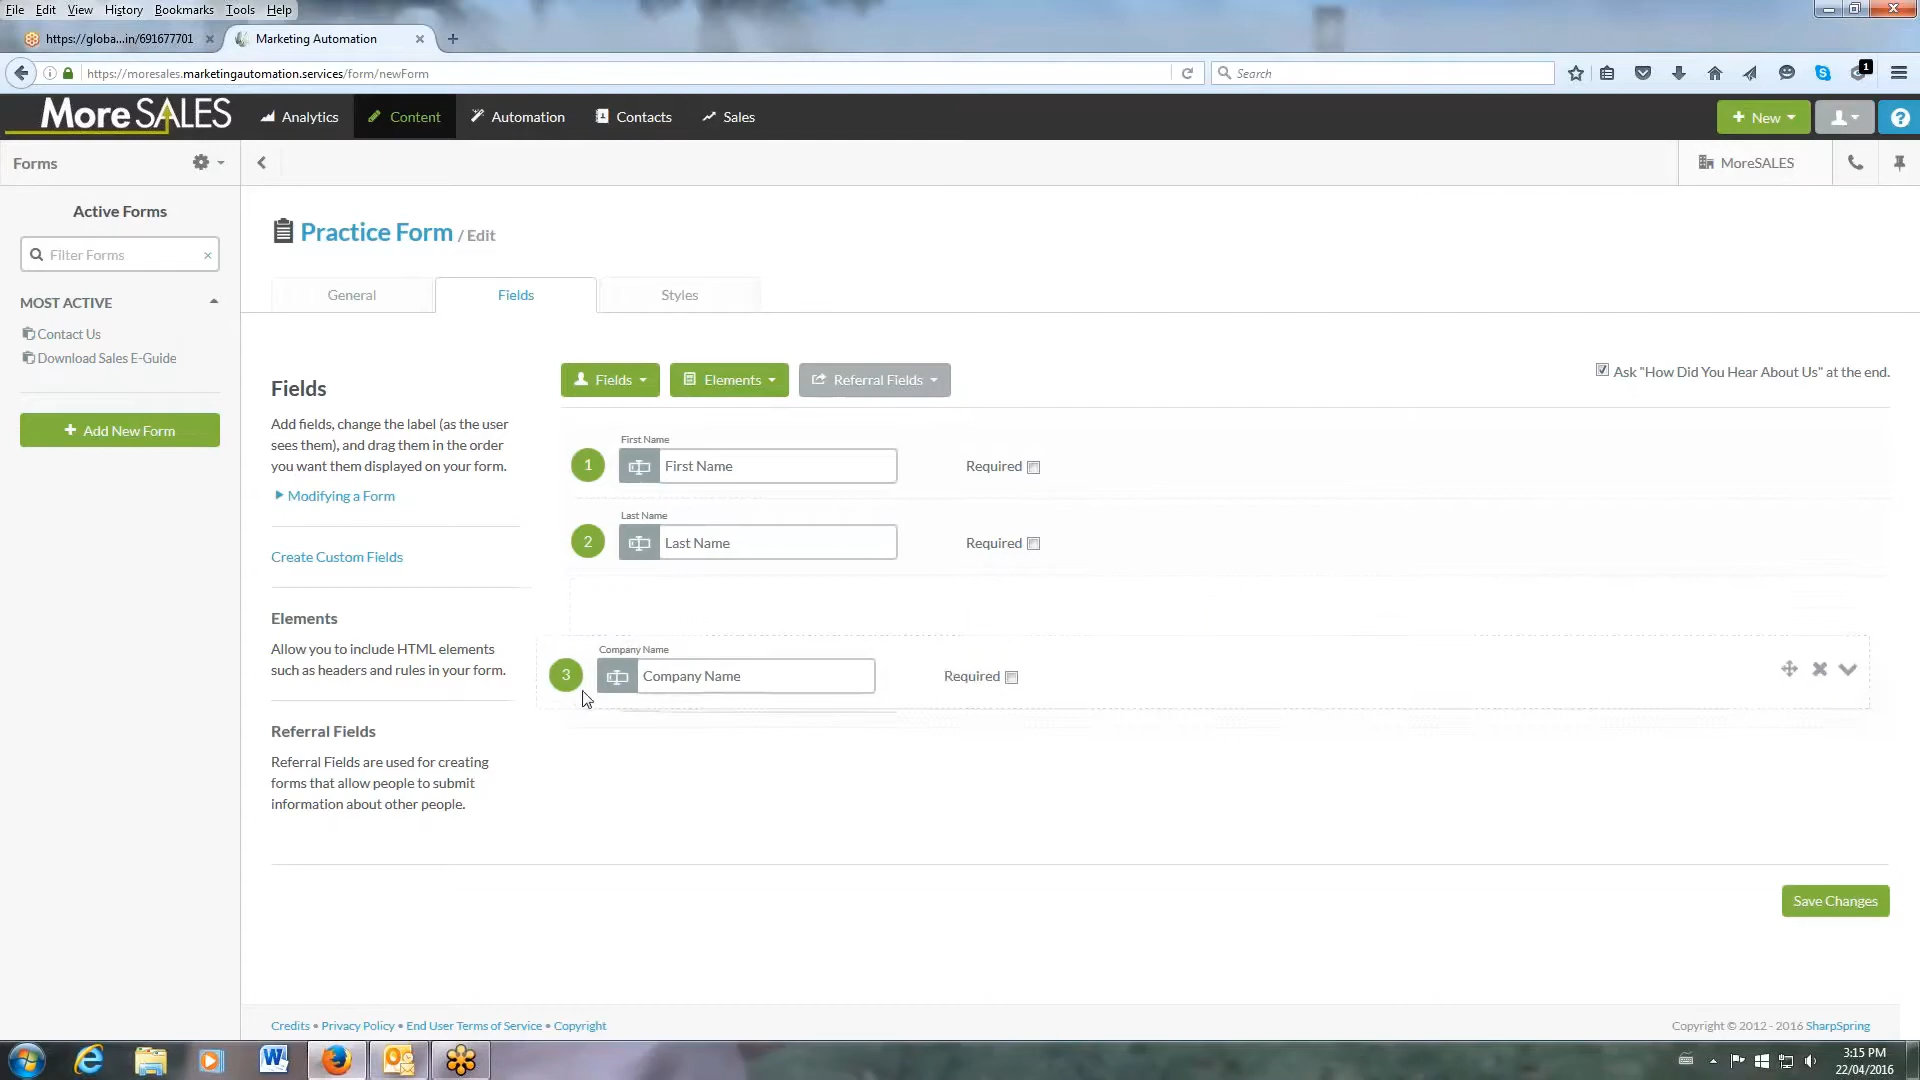 File Edit View History Bookmarks Tools Help
https://globa...in/691677701 × Marketing Automation × +
https://moresales.marketingautomation.services/form/newForm Search 1
MoreSALES Analytics Content Automation Contacts Sales + New ?
Forms MoreSALES
Active Forms
Filter Forms ×
MOST ACTIVE
Contact Us
Download Sales E-Guide
+ Add New Form
Practice Form / Edit
General Fields Styles
Fields
Add fields, change the label (as the user
sees them), and drag them in the order
you want them displayed on your form.
Modifying a Form
Create Custom Fields
Elements
Allow you to include HTML elements
such as headers and rules in your form.
Referral Fields
Referral Fields are used for creating
forms that allow people to submit
information about other people.
Fields Elements Referral Fields
Ask "How Did You Hear About Us" at the end.
First Name
1 First Name Required
Last Name
2 Last Name Required
Company Name
3 Company Name Required
Save Changes
Credits • Privacy Policy • End User Terms of Service • Copyright
Copyright © 2012 - 2016 SharpSpring
3:15 PM
22/04/2016